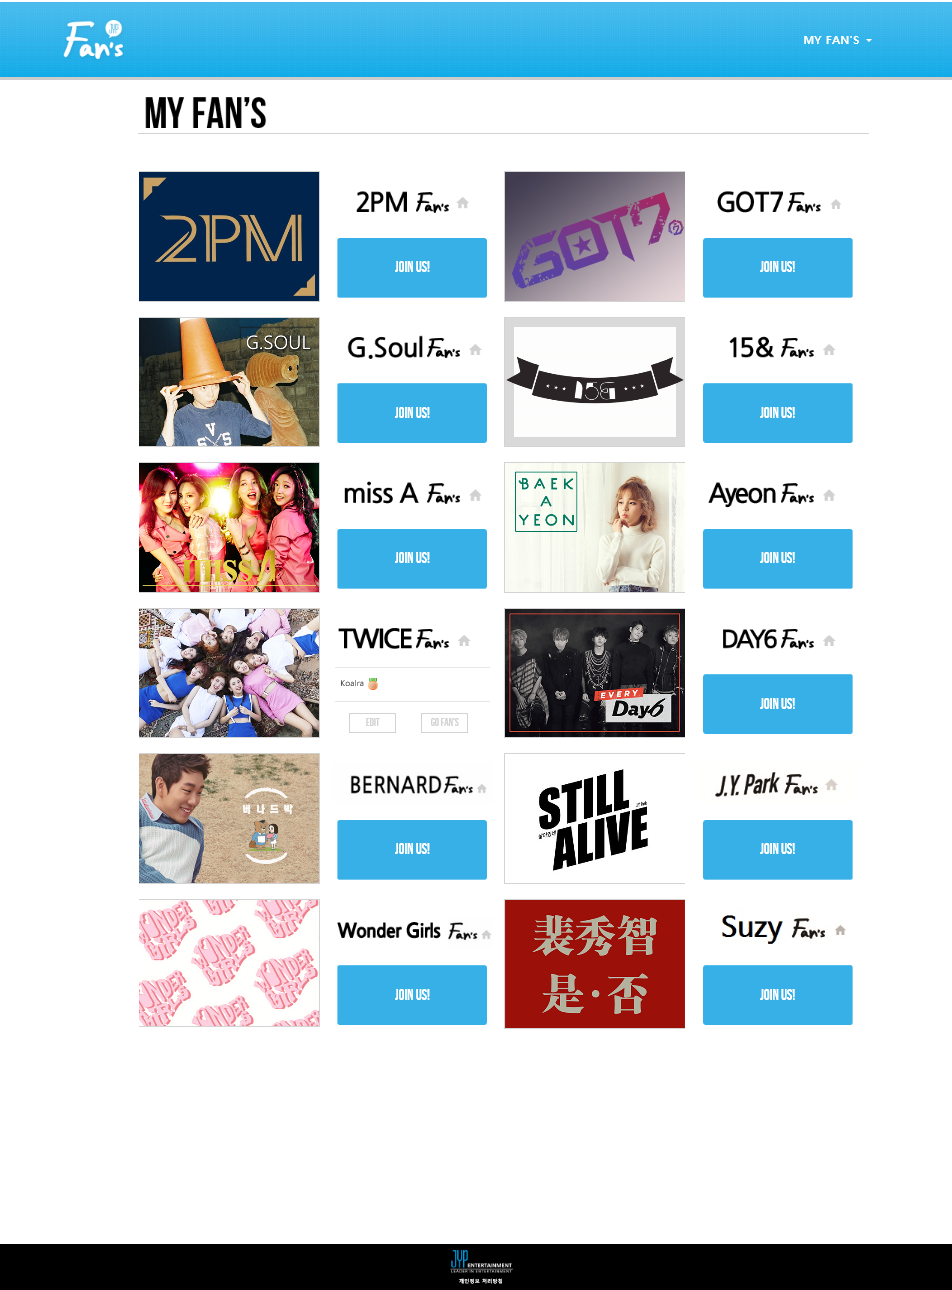 JYP
Fan's
MY FAN'S
MY FAN'S
2PM
2PM Fan's
JOIN US!
GOT7
GOT7 Fan's
JOIN US!
G.SOUL
G.Soul Fan's
JOIN US!
15&
15& Fan's
JOIN US!
miss A
miss A Fan's
JOIN US!
BAEK
A
YEON
Ayeon Fan's
JOIN US!
TWICE Fan's
Koalra
EDIT
GO FAN'S
EVERY
Day6
DAY6 Fan's
JOIN US!
버나드박
BERNARD Fan's
JOIN US!
STILL
ALIVE
J.Y. Park Fan's
JOIN US!
WONDER
GIRLS
Wonder Girls Fan's
JOIN US!
裴秀智
是·否
Suzy Fan's
JOIN US!
JYP ENTERTAINMENT
LEADER IN ENTERTAINMENT
개인정보 처리방침